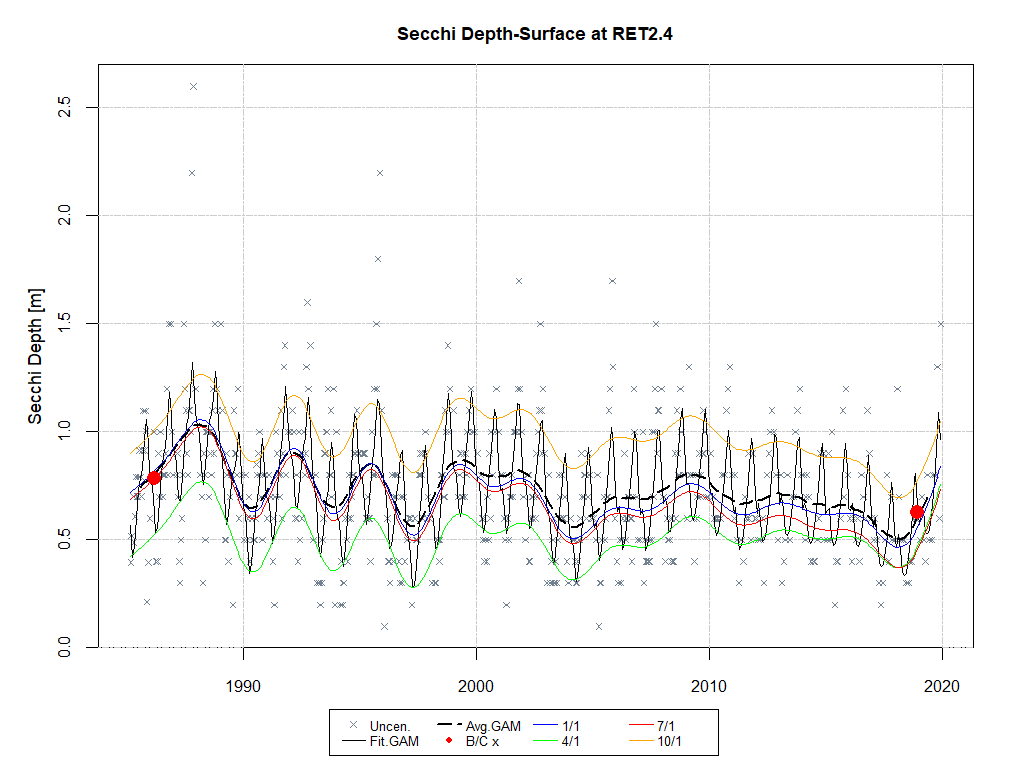 Secchi Depth-Surface at RET2.4
Secchi Depth [m]
2.5
2.0
1.5
1.0
0.5
0.0
1990 2000 2010 2020
Uncen. Avg.GAM 1/1 7/1
Fit.GAM B/C x 4/1 10/1